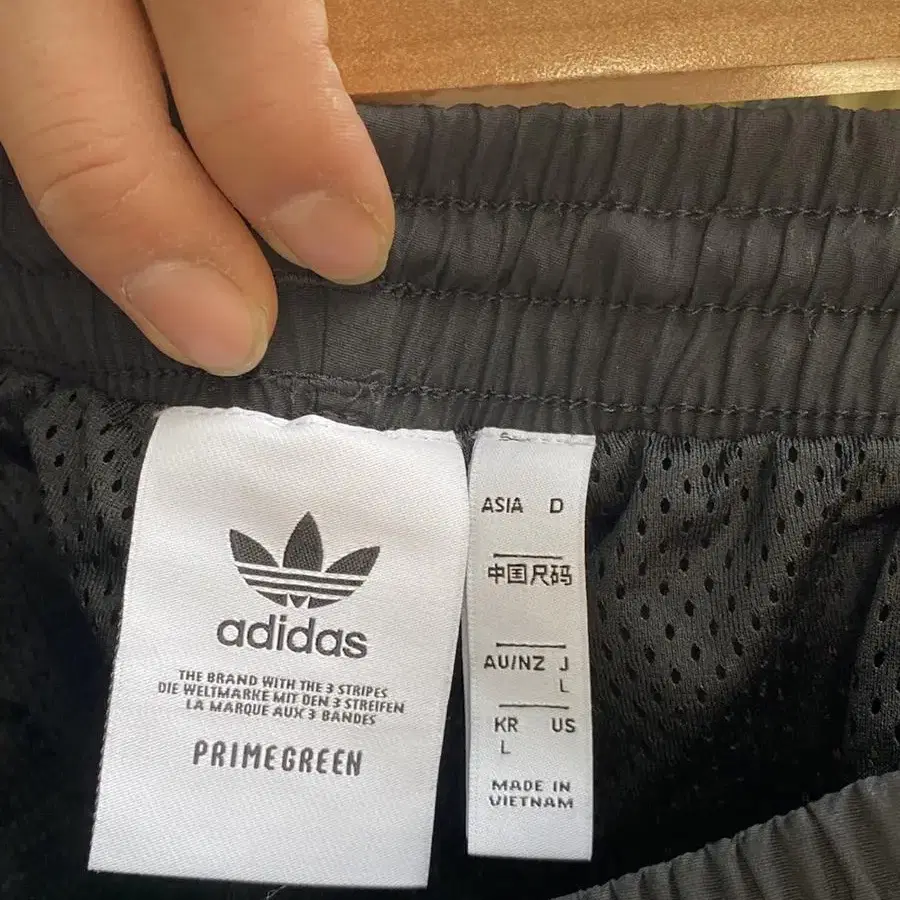 adidas
THE BRAND WITH THE 3 STRIPES
DIE WELTMARKE MIT DEN 3 STREIFEN
LA MARQUE AUX 3 BANDES
PRIMEGREEN
ASIA D
中国尺码
AU/NZ J
L
KR US
L
MADE IN
VIETNAM